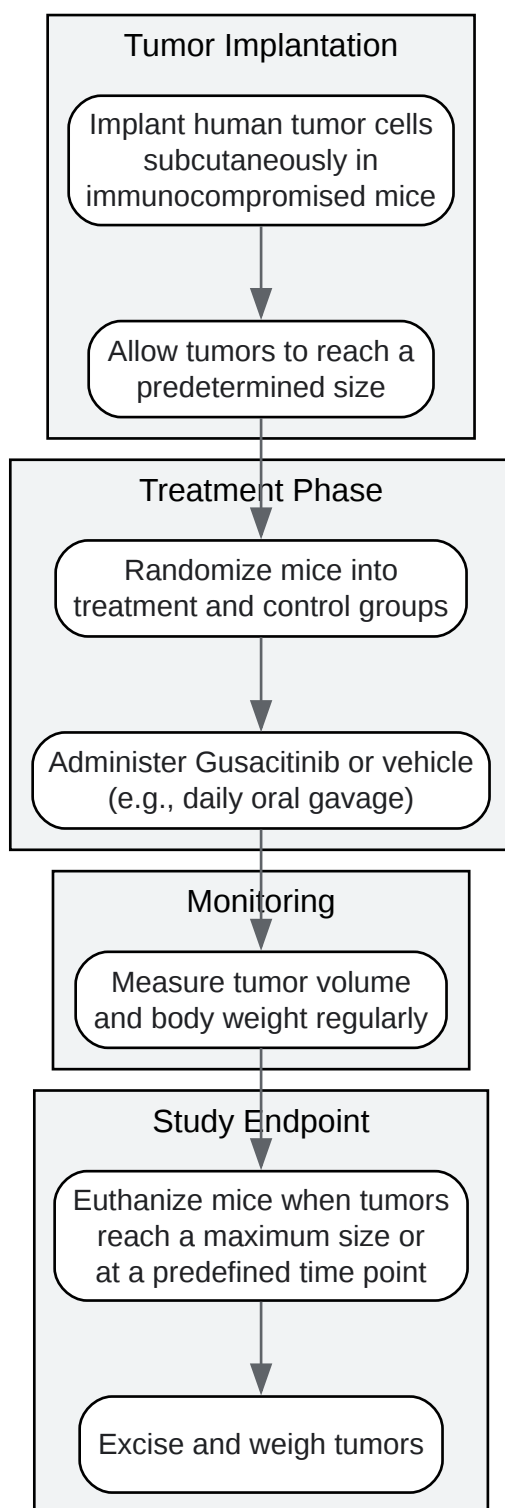 Tumor Implantation
Implant human tumor cells
subcutaneously in
immunocompromised mice
Allow tumors to reach a
predetermined size
Treatment Phase
Randomize mice into
treatment and control groups
Administer Gusacitinib or vehicle
(e.g., daily oral gavage)
Monitoring
Measure tumor volume
and body weight regularly
Study Endpoint
Euthanize mice when tumors
reach a maximum size or
at a predefined time point
Excise and weigh tumors